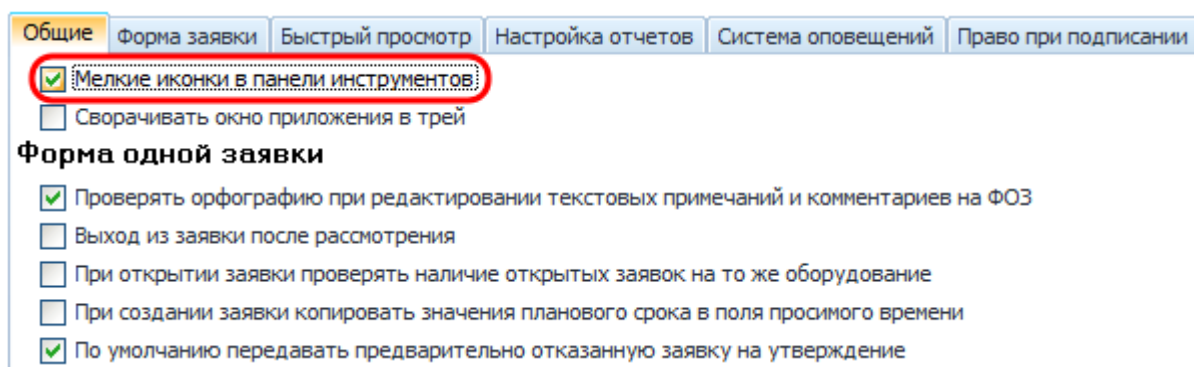 Общие Форма заявки Быстрый просмотр Настройка отчетов Система оповещений Право при подписании
Мелкие иконки в панели инструментов
Сворачивать окно приложения в трей
Форма одной заявки
Проверять орфографию при редактировании текстовых примечаний и комментариев на ФОЗ
Выход из заявки после рассмотрения
При открытии заявки проверять наличие открытых заявок на то же оборудование
При создании заявки копировать значения планового срока в поля просимого времени
По умолчанию передавать предварительно отказанную заявку на утверждение